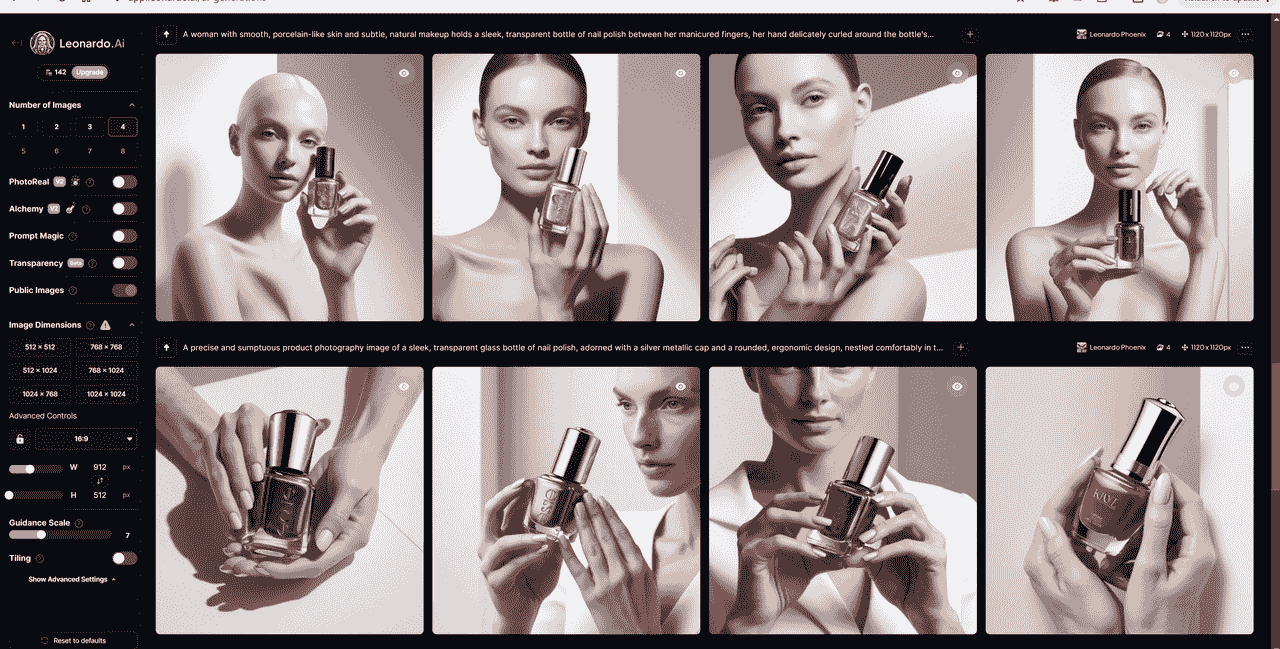 Leonardo.Ai
142 Upgrade
Number of Images
1 2 3 4
5 6 7 8
PhotoReal V2
Alchemy V2
Prompt Magic
Transparency Beta
Public Images
Image Dimensions
512 × 512 768 × 768
512 × 1024 768 × 1024
1024 × 768 1024 × 1024
Advanced Controls
16:9
W 912 px
H 512 px
Guidance Scale
7
Tiling
Show Advanced Settings
Reset to defaults
A woman with smooth, porcelain-like skin and subtle, natural makeup holds a sleek, transparent bottle of nail polish between her manicured fingers, her hand delicately curled around the bottle's...
Leonardo Phoenix 4 1120x1120px
A precise and sumptuous product photography image of a sleek, transparent glass bottle of nail polish, adorned with a silver metallic cap and a rounded, ergonomic design, nestled comfortably in t...
Leonardo Phoenix 4 1120x1120px